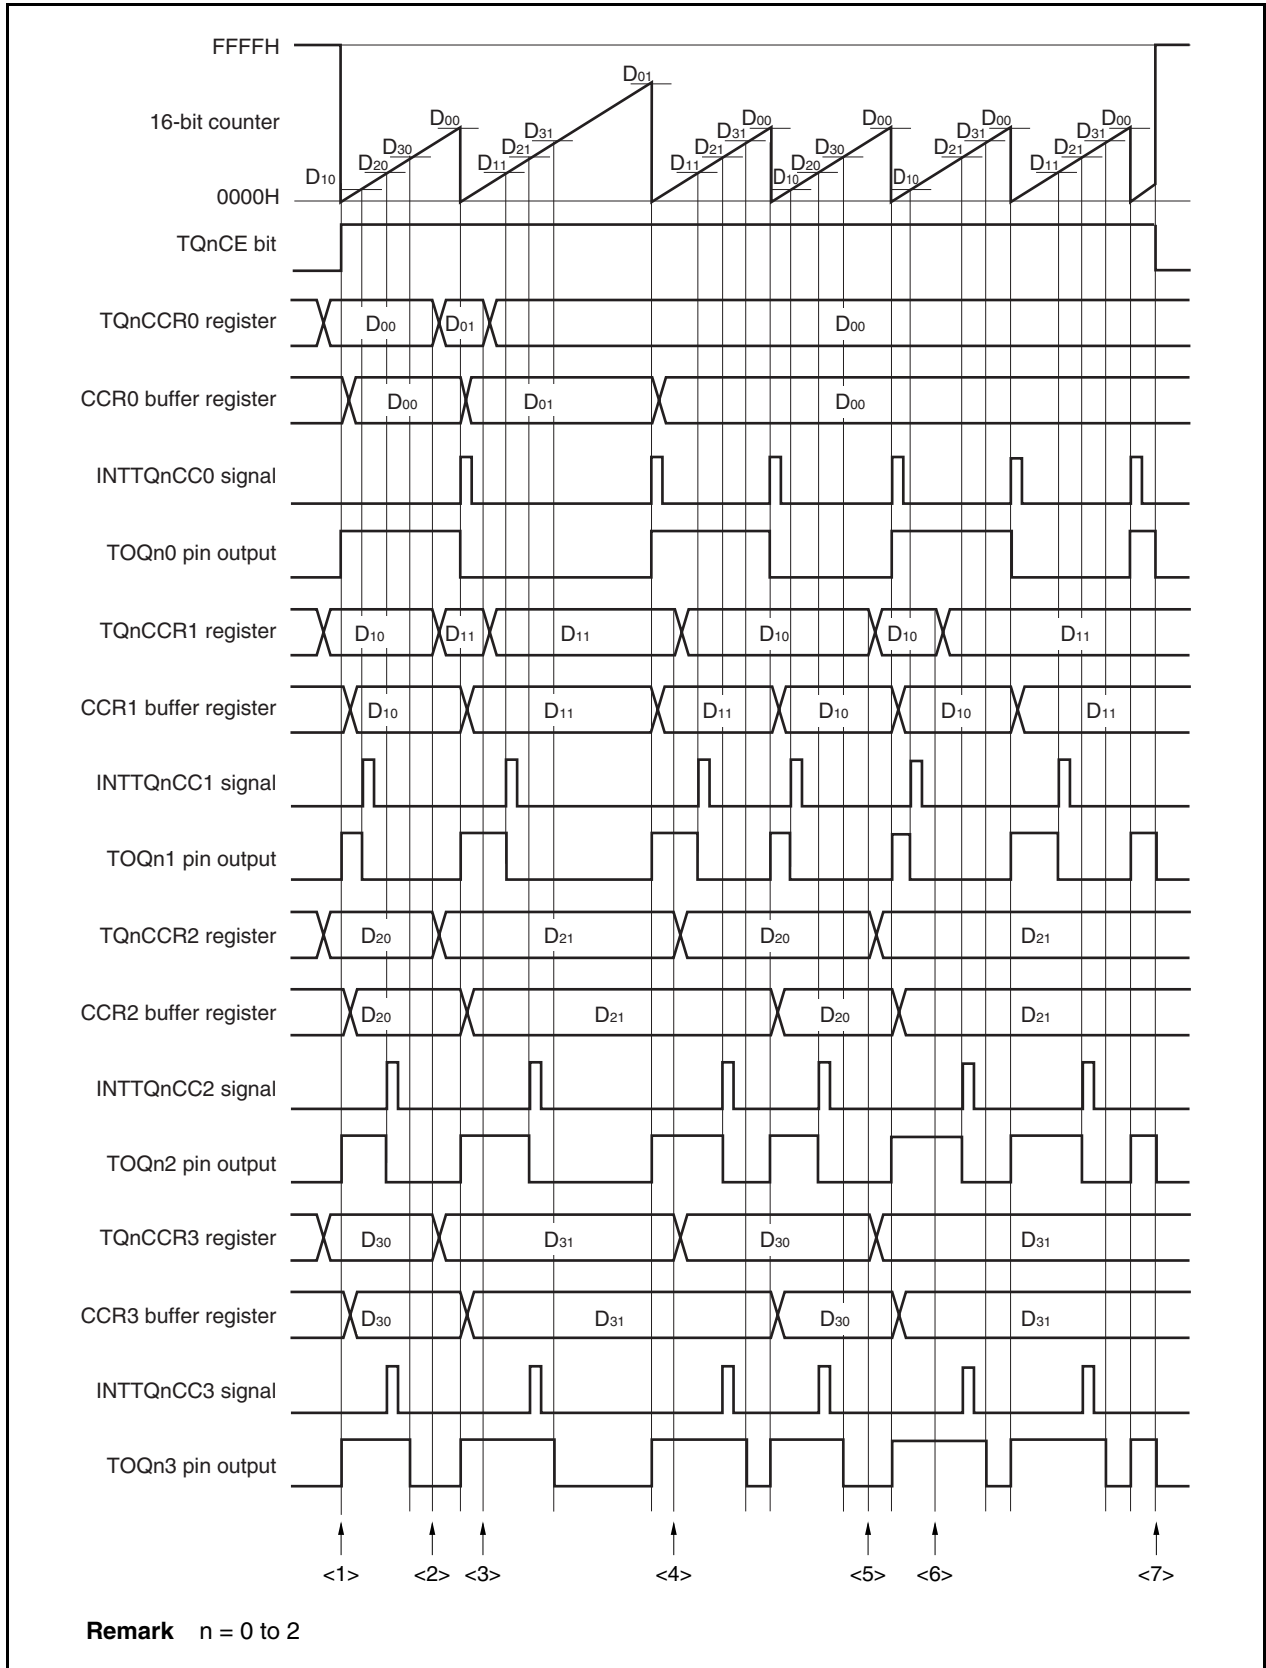 FFFFH
D01
16-bit counter
D00 D00 D00 D00 D00
D30 D31 D31 D31 D31
D20 D21 D21 D30 D21 D21
D10 D11 D11 D10 D20 D10 D11
0000H
TQnCE bit
TQnCCR0 register D00 D01 D00
CCR0 buffer register D00 D01 D00
INTTQnCC0 signal
TOQn0 pin output
TQnCCR1 register D10 D11 D11 D10 D10 D11
CCR1 buffer register D10 D11 D11 D10 D10 D11
INTTQnCC1 signal
TOQn1 pin output
TQnCCR2 register D20 D21 D20 D21
CCR2 buffer register D20 D21 D20 D21
INTTQnCC2 signal
TOQn2 pin output
TQnCCR3 register D30 D31 D30 D31
CCR3 buffer register D30 D31 D30 D31
INTTQnCC3 signal
TOQn3 pin output
<1> <2> <3> <4> <5> <6> <7>
Remark n = 0 to 2